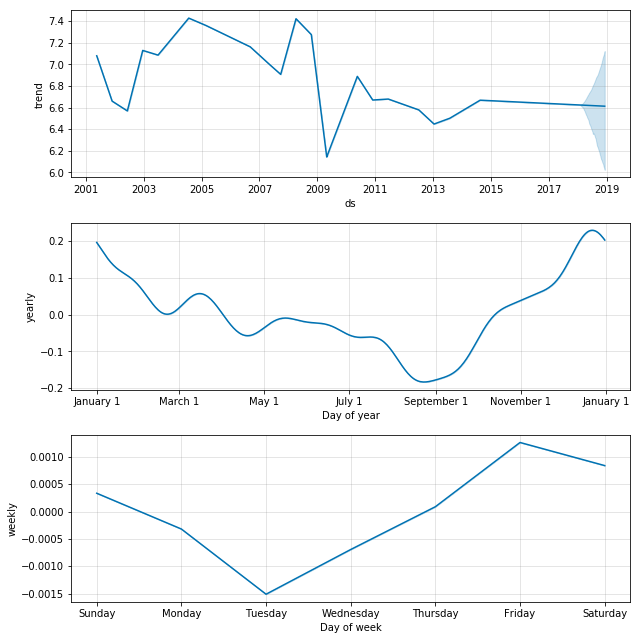 7.4
7.2
7.0
6.8
6.6
6.4
6.2
6.0
trend
2001 2003 2005 2007 2009 2011 2013 2015 2017 2019
ds
0.2
0.1
0.0
−0.1
−0.2
yearly
January 1 March 1 May 1 July 1 September 1 November 1 January 1
Day of year
0.0010
0.0005
0.0000
−0.0005
−0.0010
−0.0015
weekly
Sunday Monday Tuesday Wednesday Thursday Friday Saturday
Day of week